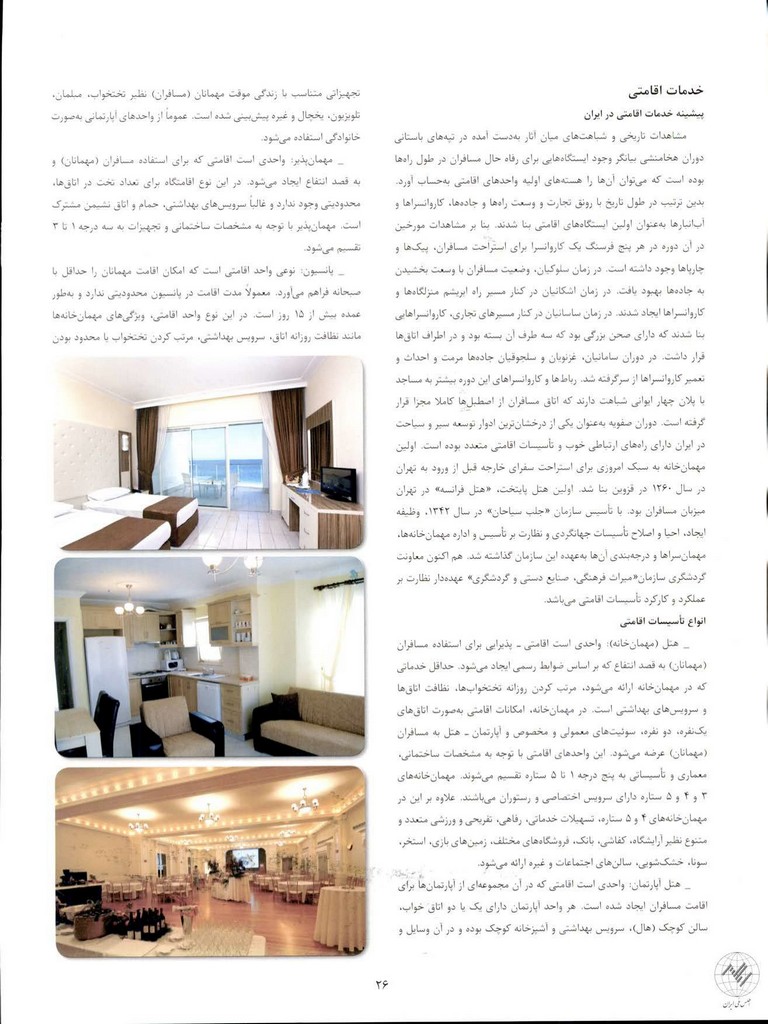 خدمات اقامتی
پیشینه خدمات اقامتی در ایران
مشاهدات تاریخی و شباهت‌های میان آثار به‌دست آمده در تپه‌های باستانی
دوران هخامنشی بیانگر وجود ایستگاه‌هایی برای رفاه حال مسافران در طول راه‌ها
بوده است که می‌توان آن‌ها را هسته‌های اولیه واحدهای اقامتی به‌حساب آورد.
بدین ترتیب در طول تاریخ با رونق تجارت و وسعت راه‌ها و جاده‌ها، کاروانسراها و
آب‌انبارها به‌عنوان اولین ایستگاه‌های اقامتی بنا شدند. بنا بر مشاهدات مورخین
در آن دوره در هر پنج فرسنگ یک کاروانسرا برای استراحت مسافران، پیک‌ها و
چارپاها وجود داشته است. در زمان سلوکیان، وضعیت مسافران با وسعت بخشیدن
به جاده‌ها بهبود یافت. در زمان اشکانیان در کنار مسیر راه ابریشم منزلگاه‌ها و
کاروانسراها ایجاد شدند. در زمان ساسانیان در کنار مسیرهای تجاری، کاروانسراهایی
بنا شدند که دارای صحن بزرگی بود که سه طرف آن بسته بود و در اطراف اتاق‌ها
قرار داشت. در دوران سامانیان، غزنویان و سلجوقیان جاده‌ها مرمت و احداث و
تعمیر کاروانسراها از سرگرفته شد. رباط‌ها و کاروانسراهای این دوره بیشتر به مساجد
با پلان چهار ایوانی شباهت دارند که اتاق مسافران از اصطبل‌ها کاملا مجزا قرار
گرفته است. دوران صفویه به‌عنوان یکی از درخشان‌ترین ادوار توسعه سیر و سیاحت
در ایران دارای راه‌های ارتباطی خوب و تأسیسات اقامتی متعدد بوده است. اولین
مهمان‌خانه به سبک امروزی برای استراحت سفرای خارجه قبل از ورود به تهران
در سال ۱۲۶۰ در قزوین بنا شد. اولین هتل پایتخت، «هتل فرانسه» در تهران
میزبان مسافران بود. با تأسیس سازمان «جلب سیاحان» در سال ۱۳۴۲، وظیفه
ایجاد، احیا و اصلاح تأسیسات جهانگردی و نظارت بر تأسیس و اداره مهمان‌خانه‌ها،
مهمان‌سراها و درجه‌بندی آن‌ها به‌عهده این سازمان گذاشته شد. هم اکنون معاونت
گردشگری سازمان«میراث فرهنگی، صنایع دستی و گردشگری» عهده‌دار نظارت بر
عملکرد و کارکرد تأسیسات اقامتی می‌باشد.
انواع تأسیسات اقامتی
_ هتل (مهمان‌خانه): واحدی است اقامتی ـ پذیرایی برای استفاده مسافران
(مهمانان) به قصد انتفاع که بر اساس ضوابط رسمی ایجاد می‌شود. حداقل خدماتی
که در مهمان‌خانه ارائه می‌شود، مرتب کردن روزانه تختخواب‌ها، نظافت اتاق‌ها
و سرویس‌های بهداشتی است. در مهمان‌خانه، امکانات اقامتی به‌صورت اتاق‌های
یک‌نفره، دو نفره، سوئیت‌های معمولی و مخصوص و آپارتمان ـ هتل به مسافران
(مهمانان) عرضه می‌شود. این واحدهای اقامتی با توجه به مشخصات ساختمانی،
معماری و تأسیساتی به پنج درجه ۱ تا ۵ ستاره تقسیم می‌شوند. مهمان‌خانه‌های
۳ و ۴ و ۵ ستاره دارای سرویس اختصاصی و رستوران می‌باشند. علاوه بر این در
مهمان‌خانه‌های ۴ و ۵ ستاره، تسهیلات خدماتی، رفاهی، تفریحی و ورزشی متعدد و
متنوع نظیر آرایشگاه، کفاشی، بانک، فروشگاه‌های مختلف، زمین‌های بازی، استخر،
سونا، خشک‌شویی، سالن‌های اجتماعات و غیره ارائه می‌شود.
_ هتل آپارتمان: واحدی است اقامتی که در آن مجموعه‌ای از آپارتمان‌ها برای
اقامت مسافران ایجاد شده است. هر واحد آپارتمان دارای یک یا دو اتاق خواب،
سالن کوچک (هال)، سرویس بهداشتی و آشپزخانه کوچک بوده و در آن وسایل و
تجهیزاتی متناسب با زندگی موقت مهمانان (مسافران) نظیر تختخواب، مبلمان،
تلویزیون، یخچال و غیره پیش‌بینی شده است. عموماً از واحدهای آپارتمانی به‌صورت
خانوادگی استفاده می‌شود.
_ مهمان‌پذیر: واحدی است اقامتی که برای استفاده مسافران (مهمانان) و
به قصد انتفاع ایجاد می‌شود. در این نوع اقامتگاه برای تعداد تخت در اتاق‌ها،
محدودیتی وجود ندارد و غالباً سرویس‌های بهداشتی، حمام و اتاق نشیمن مشترک
است. مهمان‌پذیر با توجه به مشخصات ساختمانی و تجهیزات به سه درجه ۱ تا ۳
تقسیم می‌شود.
_ پانسیون: نوعی واحد اقامتی است که امکان اقامت مهمانان را حداقل با
صبحانه فراهم می‌آورد. معمولاً مدت اقامت در پانسیون محدودیتی ندارد و به‌طور
عمده بیش از ۱۵ روز است. در این نوع واحد اقامتی، ویژگی‌های مهمان‌خانه‌ها
مانند نظافت روزانه اتاق، سرویس بهداشتی، مرتب کردن تختخواب یا محدود بودن
۲۶